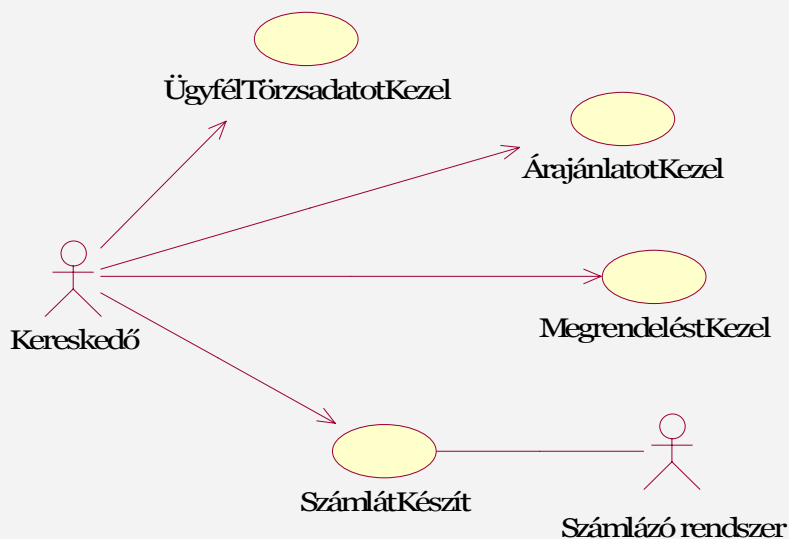 ÜgyfélTörzsadatotKezel
ÁrajánlatotKezel
Kereskedő
MegrendeléstKezel
SzámlátKészít
Számlázó rendszer